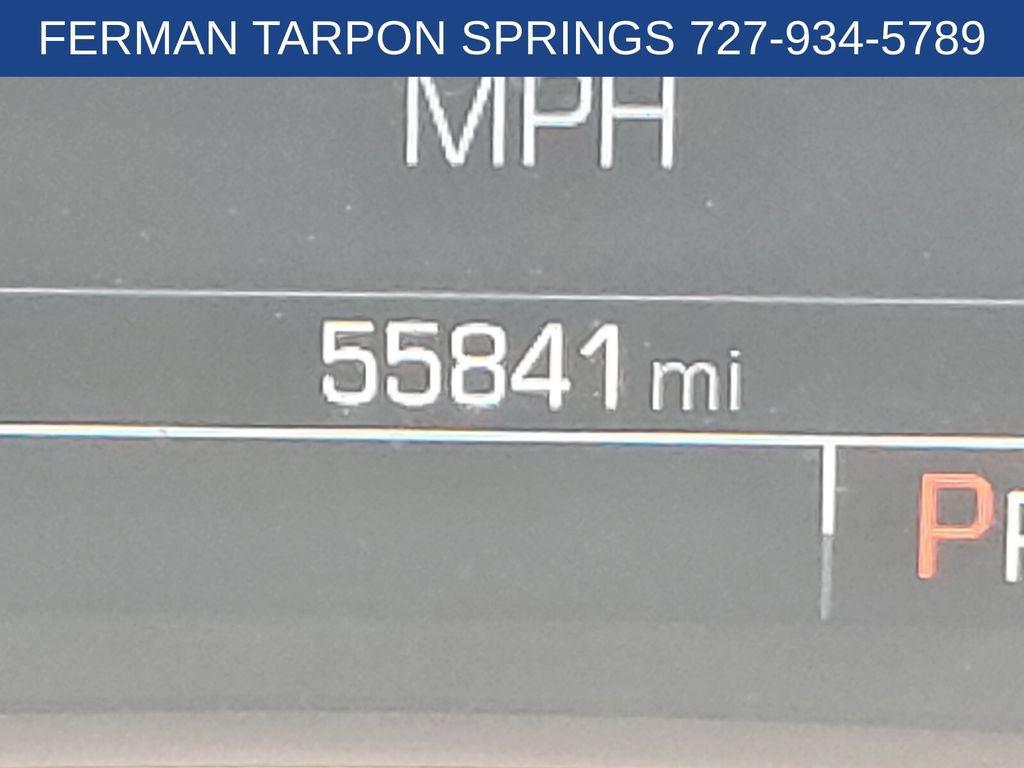 FERMAN TARPON SPRINGS 727-934-5789
MPH
55841 mi
P